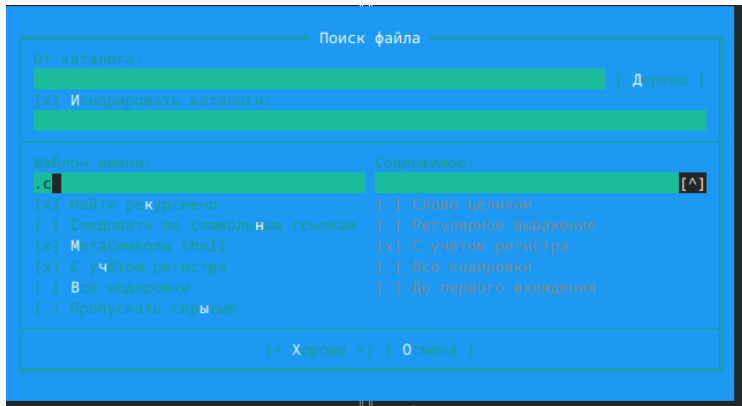 Поиск файла
От каталога:
[ Дерево ]
[x] Игнорировать каталоги:
Шаблон имени: Содержимое:
.c [^]
[x] Найти рекурсивно [ ] Слово целиком
[ ] Следовать по символьным ссылкам [ ] Регулярное выражение
[x] Метасимволы Shell [x] С учётом регистра
[x] С учётом регистра [ ] Все кодировки
[ ] Все кодировки [ ] До первого вхождения
[ ] Пропускать скрытые
[< Хорошо >] [ Отмена ]